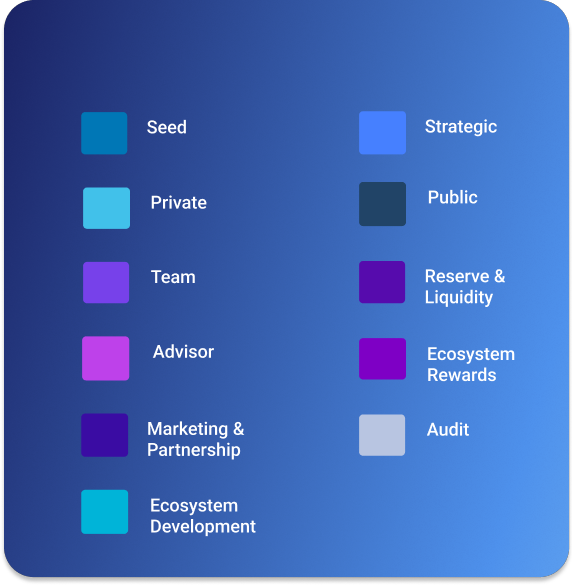 Seed
Private
Team
Advisor
Marketing &
Partnership
Ecosystem
Development
Strategic
Public
Reserve &
Liquidity
Ecosystem
Rewards
Audit